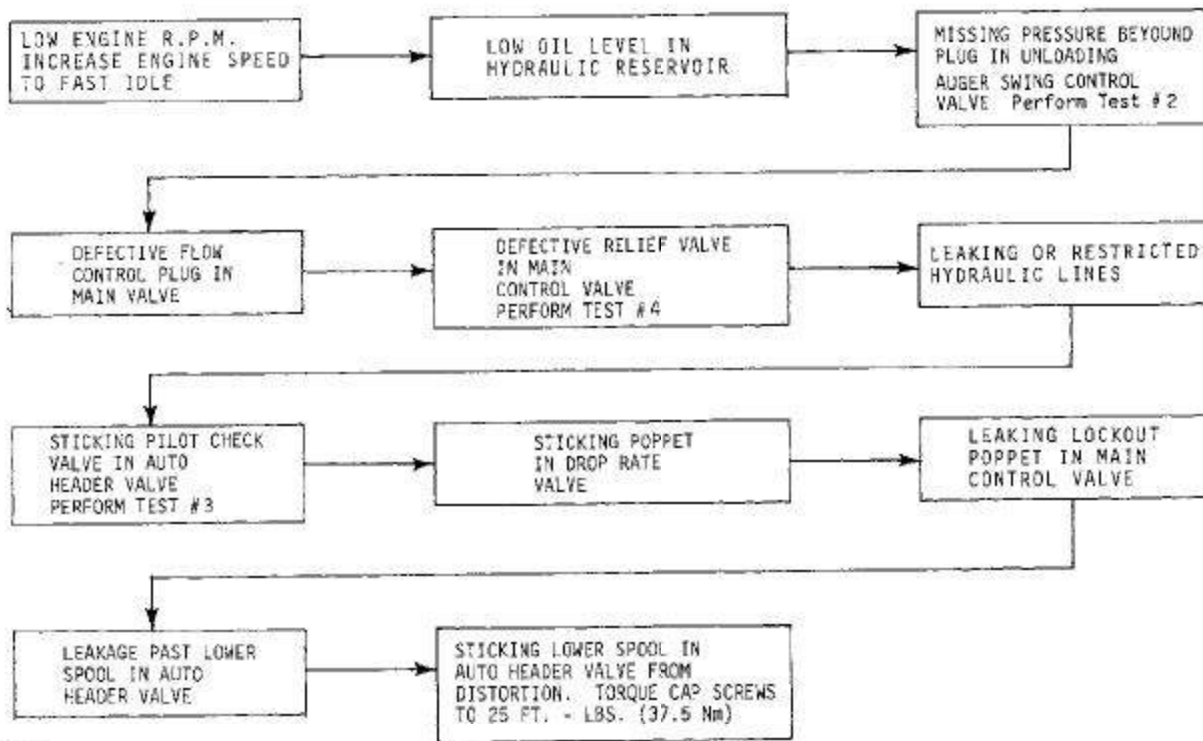 LOW ENGINE R.P.M.
INCREASE ENGINE SPEED
TO FAST IDLE
LOW OIL LEVEL IN
HYDRAULIC RESERVOIR
MISSING PRESSURE BEYOUND
PLUG IN UNLOADING
AUGER SWING CONTROL
VALVE Perform Test #2
DEFECTIVE FLOW
CONTROL PLUG IN
MAIN VALVE
DEFECTIVE RELIEF VALVE
IN MAIN
CONTROL VALVE
PERFORM TEST #4
LEAKING OR RESTRICTED
HYDRAULIC LINES
STICKING PILOT CHECK
VALVE IN AUTO
HEADER VALVE
PERFORM TEST #3
STICKING POPPET
IN DROP RATE
VALVE
LEAKING LOCKOUT
POPPET IN MAIN
CONTROL VALVE
LEAKAGE PAST LOWER
SPOOL IN AUTO
HEADER VALVE
STICKING LOWER SPOOL IN
AUTO HEADER VALVE FROM
DISTORTION. TORQUE CAP SCREWS
TO 25 FT. - LBS. (37.5 Nm)